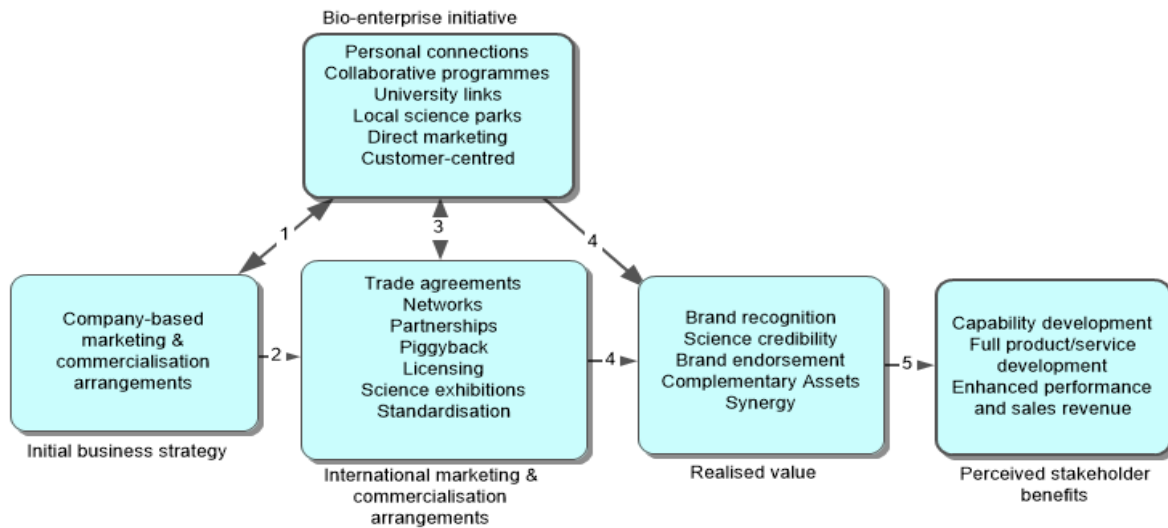 Bio-enterprise initiative
Personal connections
Collaborative programmes
University links
Local science parks
Direct marketing
Customer-centred
1
3
4
Company-based
marketing &
commercialisation
arrangements
Initial business strategy
2
Trade agreements
Networks
Partnerships
Piggyback
Licensing
Science exhibitions
Standardisation
International marketing &
commercialisation
arrangements
4
Brand recognition
Science credibility
Brand endorsement
Complementary Assets
Synergy
Realised value
5
Capability development
Full product/service
development
Enhanced performance
and sales revenue
Perceived stakeholder
benefits